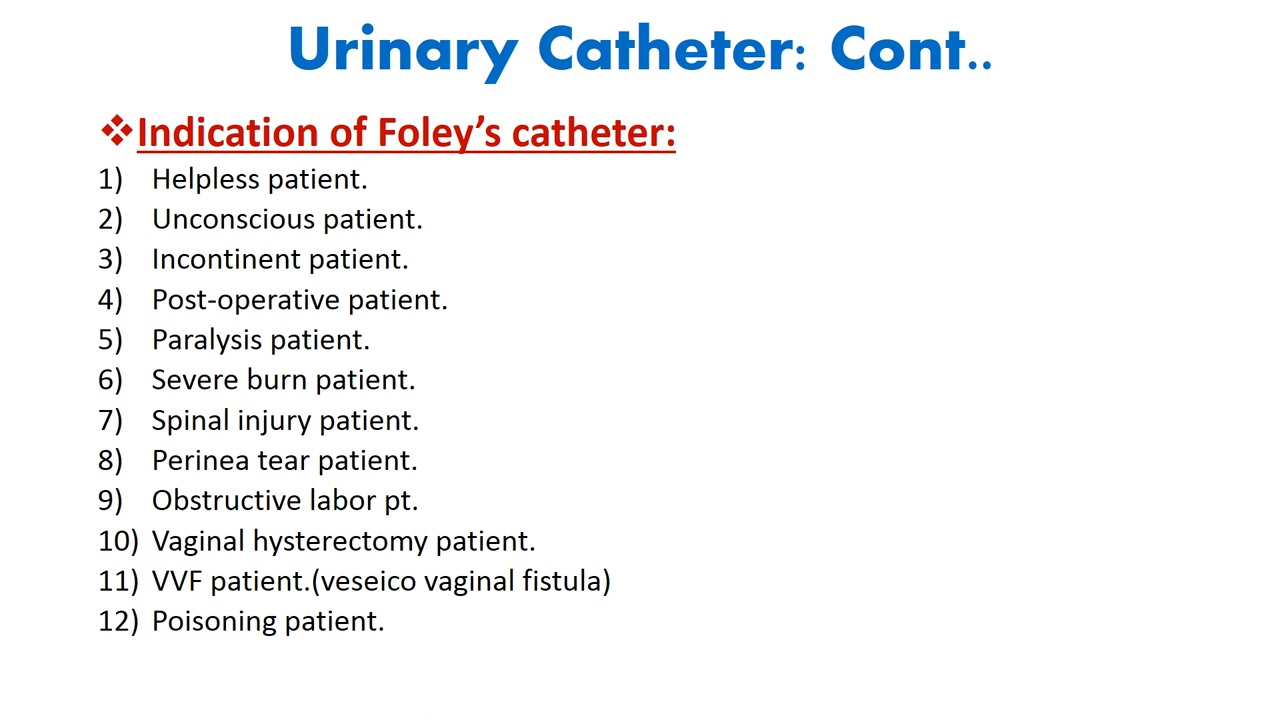 Urinary Catheter: Cont..
❖Indication of Foley’s catheter:
1) Helpless patient.
2) Unconscious patient.
3) Incontinent patient.
4) Post-operative patient.
5) Paralysis patient.
6) Severe burn patient.
7) Spinal injury patient.
8) Perinea tear patient.
9) Obstructive labor pt.
10) Vaginal hysterectomy patient.
11) VVF patient.(veseico vaginal fistula)
12) Poisoning patient.